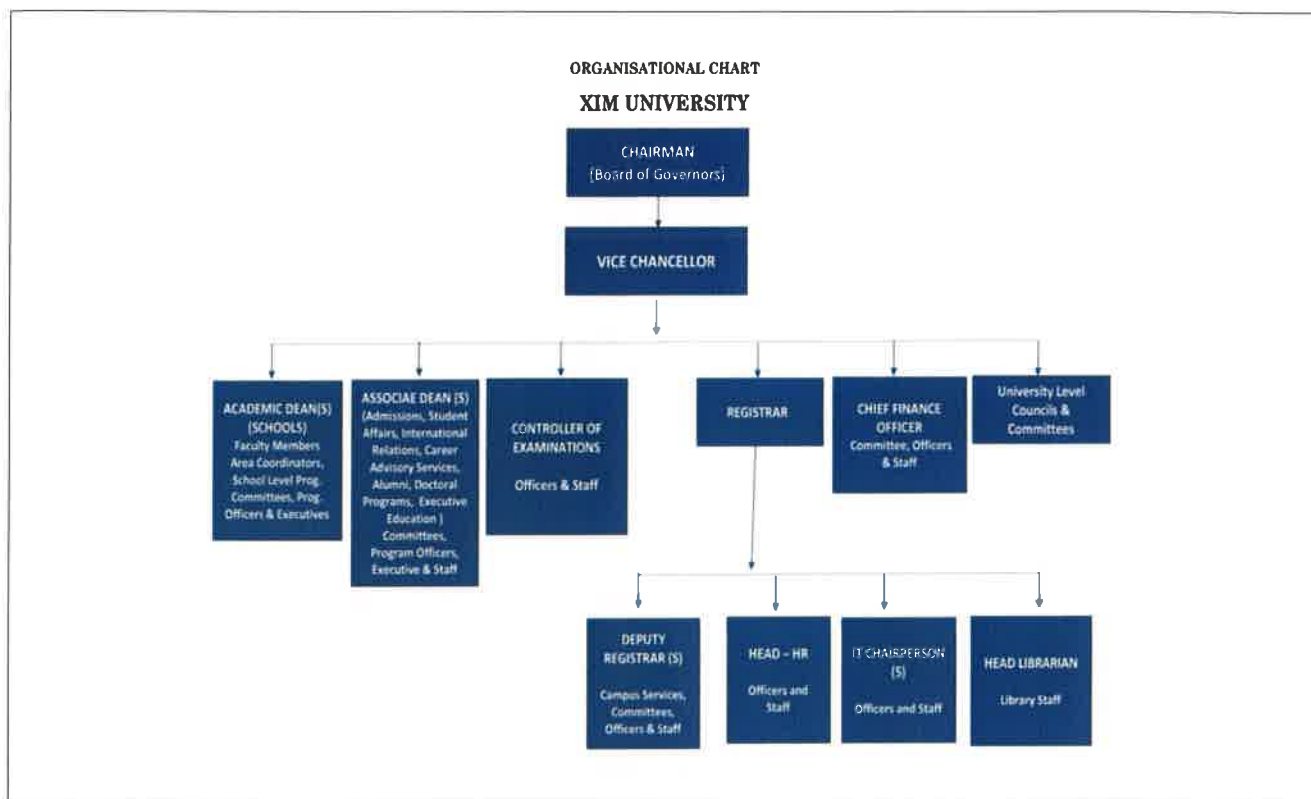 ORGANISATIONAL CHART
XIM UNIVERSITY
CHAIRMAN
(Board of Governors)
VICE CHANCELLOR
ACADEMIC DEAN(S)
(SCHOOLS)
Faculty Members
Area Coordinators,
School Level Prog.
Committees, Prog.
Officers & Executives
ASSOCIAE DEAN (S)
(Admissions, Student
Affairs, International
Relations, Career
Advisory Services,
Alumni, Doctoral
Programs, Executive
Education )
Committees,
Program Officers,
Executive & Staff
CONTROLLER OF
EXAMINATIONS
Officers & Staff
REGISTRAR
CHIEF FINANCE
OFFICER
Committee, Officers
& Staff
University Level
Councils &
Committees
DEPUTY
REGISTRAR (S)
Campus Services,
Committees,
Officers & Staff
HEAD – HR
Officers and
Staff
IT CHAIRPERSON
(S)
Officers and Staff
HEAD LIBRARIAN
Library Staff